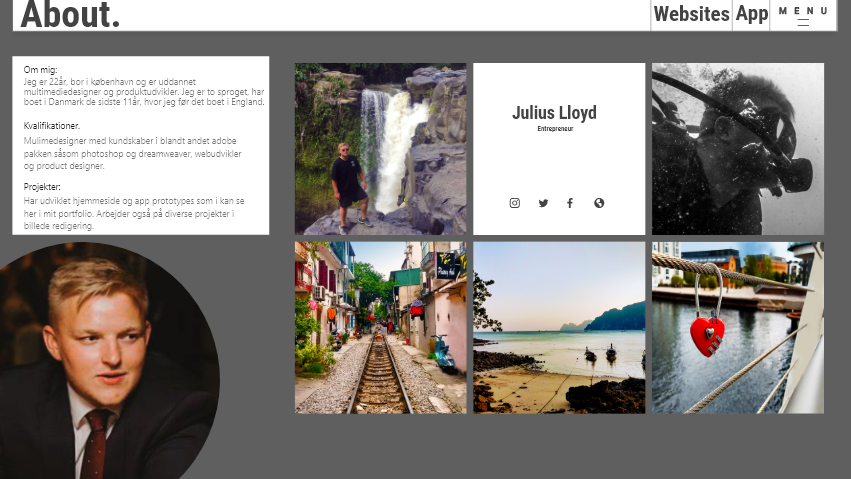 About.
Websites
App
MENU
Om mig:
Jeg er 22år, bor i københavn og er uddannet
multimediedesigner og produktudvikler. Jeg er to sproget, har
boet i Danmark de sidste 11år, hvor jeg før det boet i England.
Kvalifikationer.
Mulimedesigner med kundskaber i blandt andet adobe
pakken såsom photoshop og dreamweaver, webudvikler
og product designer.
Projekter:
Har udviklet hjemmeside og app prototypes som i kan se
her i mit portfolio. Arbejder også på diverse projekter i
billede redigering.
Julius Lloyd
Entrepreneur